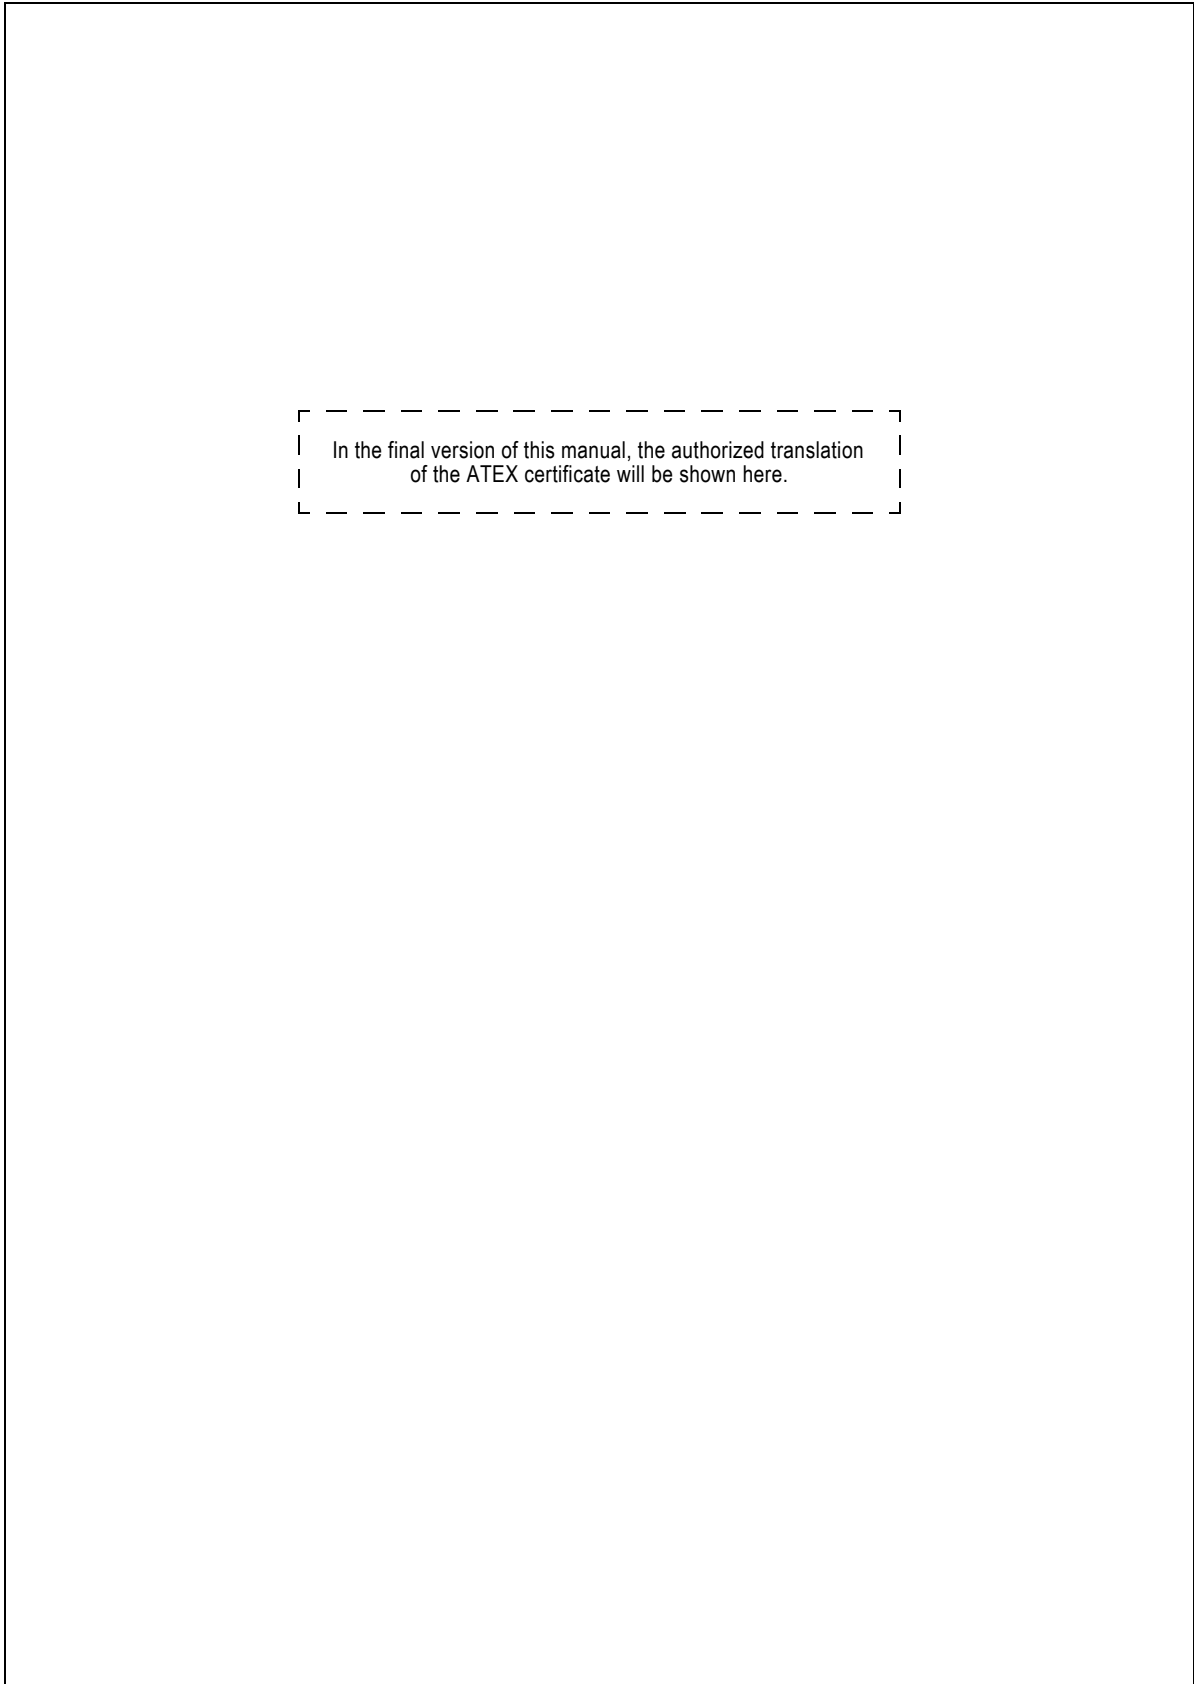 In the final version of this manual, the authorized translation
of the ATEX certificate will be shown here.